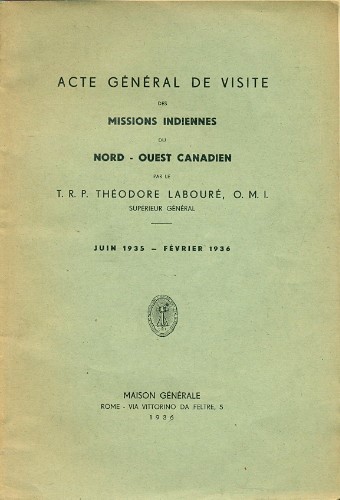 ACTE GÉNÉRAL DE VISITE
DES
MISSIONS INDIENNES
DU
NORD - OUEST CANADIEN
PAR LE
T. R. P. THÉODORE LABOURÉ, O. M. I.
SUPÉRIEUR GÉNÉRAL
JUIN 1935 – FÉVRIER 1936
MAISON GÉNÉRALE
ROME - VIA VITTORINO DA FELTRE, 5
1936